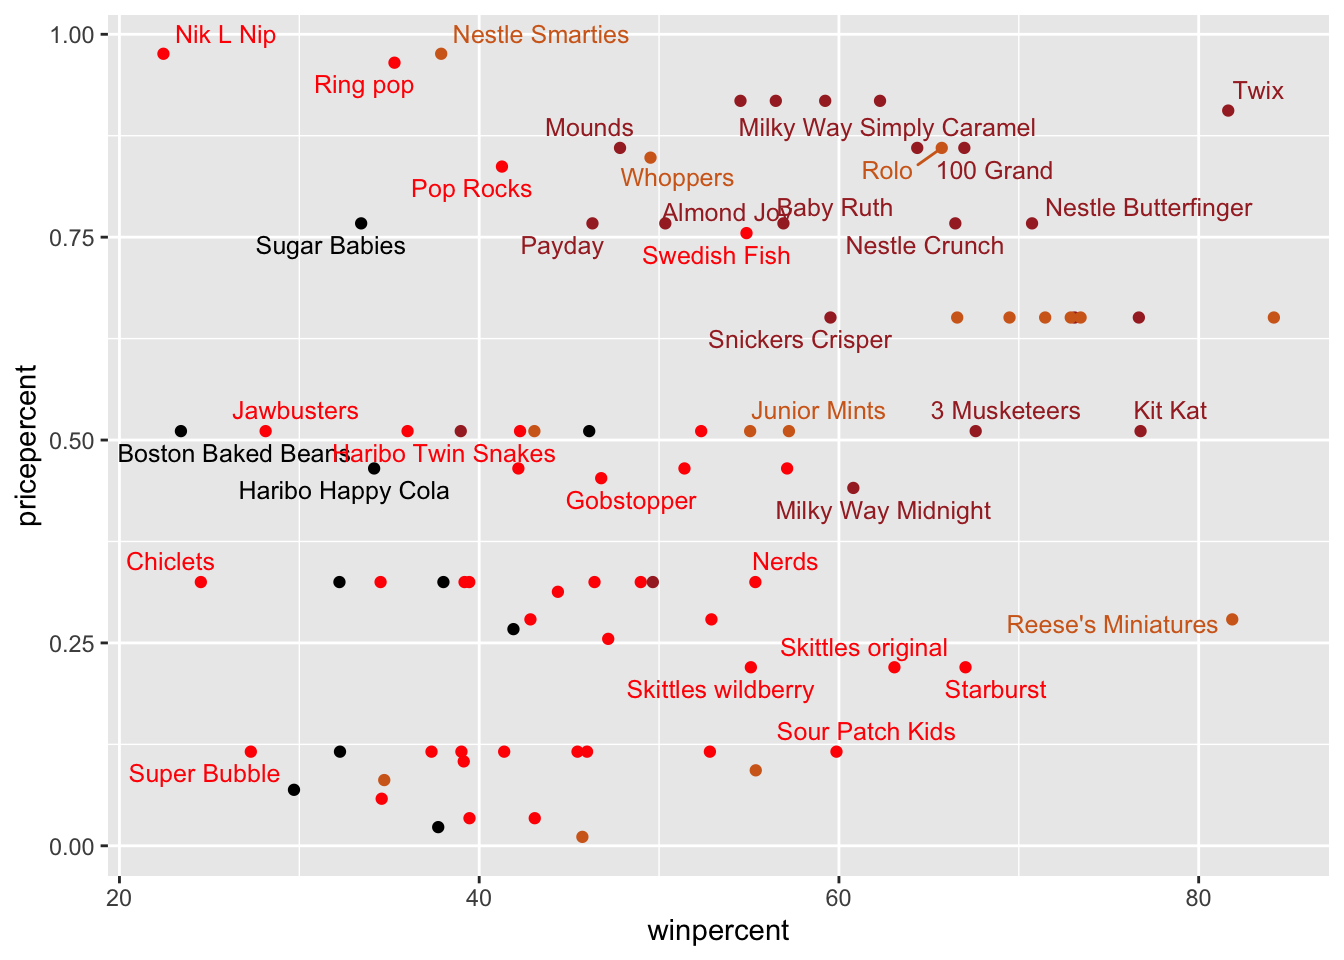 1.00
Nik L Nip
Nestle Smarties
Ring pop
Twix
Mounds
Milky Way Simply Caramel
Whoppers
Rolo
100 Grand
Pop Rocks
Almond Joy
Baby Ruth
Nestle Butterfinger
0.75
Sugar Babies
Payday
Swedish Fish
Nestle Crunch
Snickers Crisper
Jawbusters
Junior Mints
3 Musketeers
Kit Kat
0.50
Boston Baked Beans
Haribo Twin Snakes
Haribo Happy Cola
Gobstopper
Milky Way Midnight
Chiclets
Nerds
Reese's Miniatures
0.25
Skittles original
Skittles wildberry
Starburst
Sour Patch Kids
Super Bubble
0.00
20
40
60
80
winpercent
pricepercent